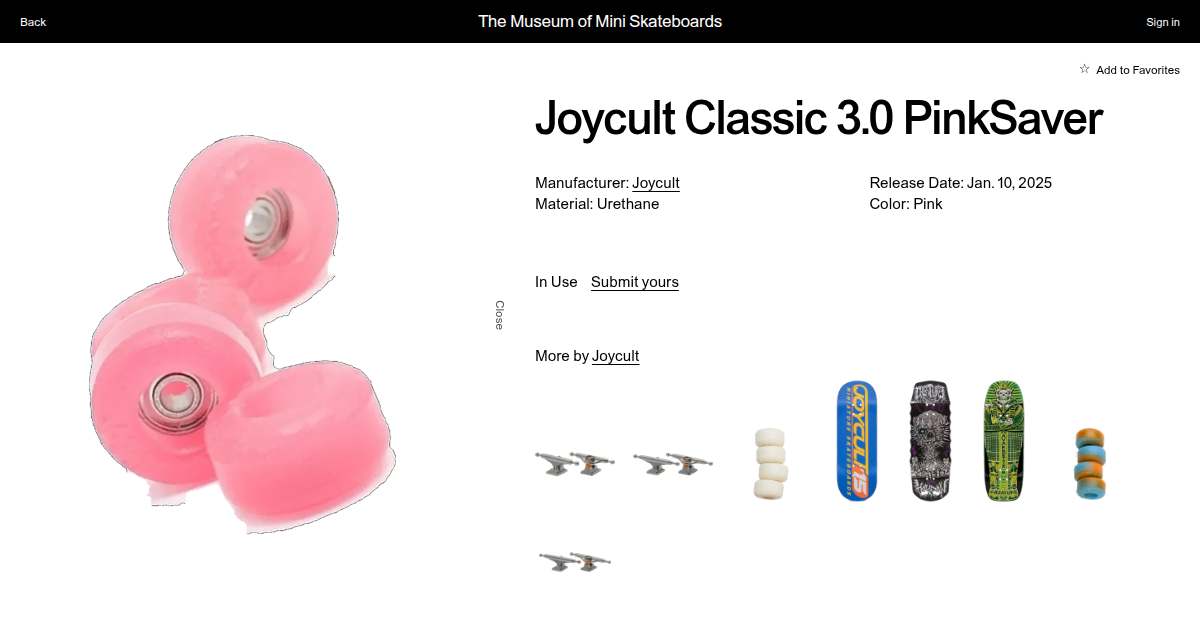 Back
The Museum of Mini Skateboards
Sign in
☆ Add to Favorites
Joycult Classic 3.0 PinkSaver
Manufacturer: Joycult
Material: Urethane
Release Date: Jan. 10, 2025
Color: Pink
In Use Submit yours
Close
More by Joycult
JOYCULT15